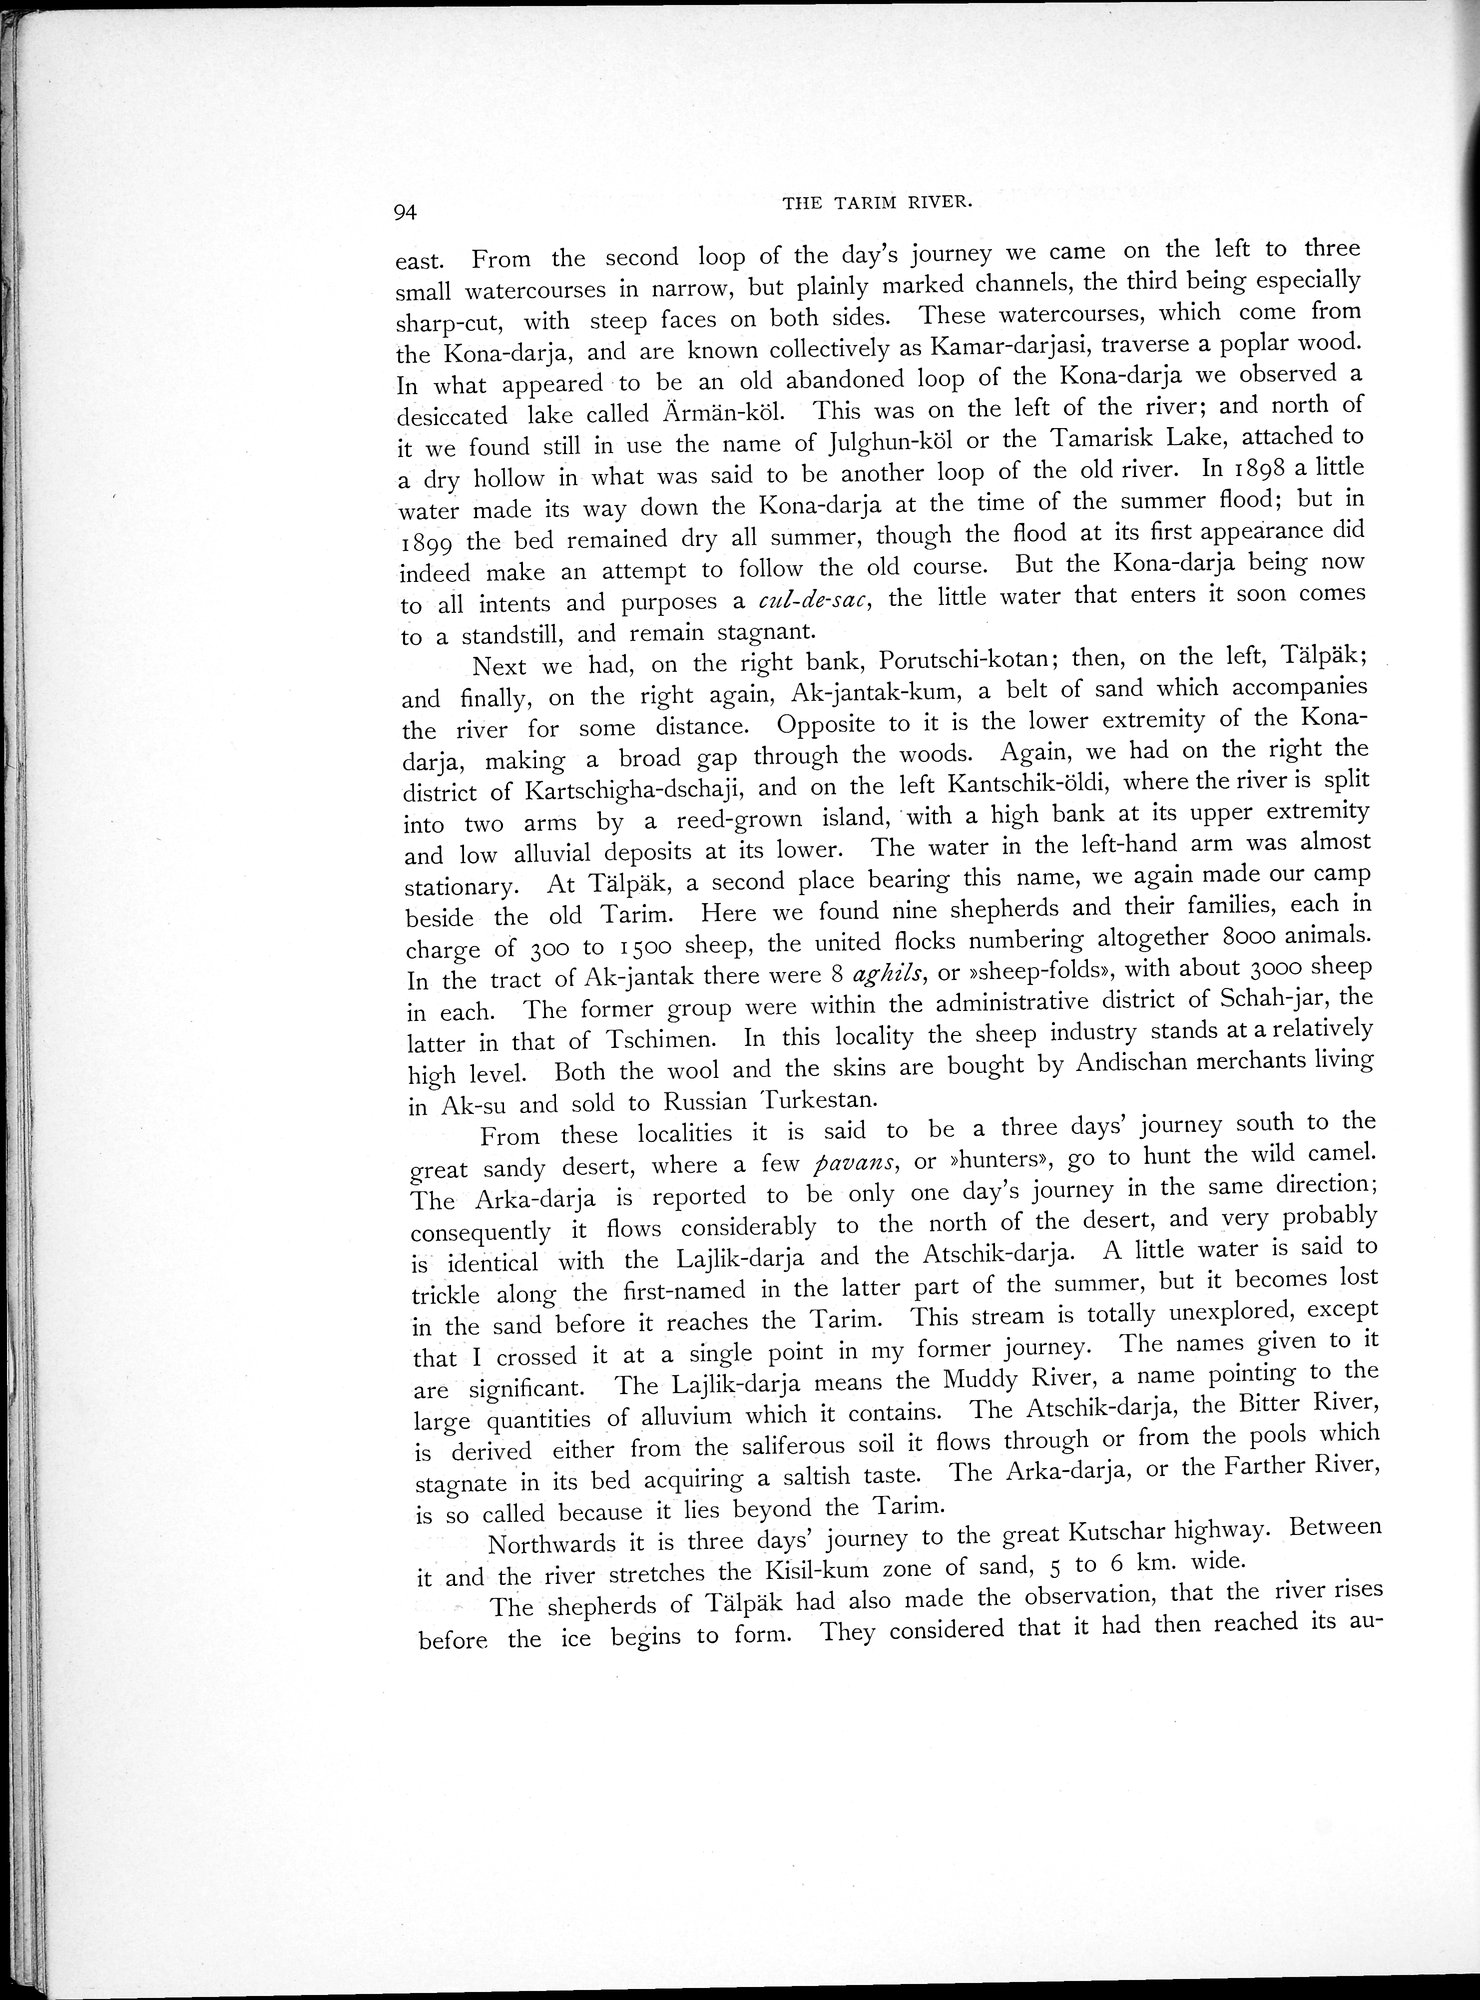 94
THE TARIM RIVER.
east. From the second loop of the day's journey we came on the left to three
small watercourses in narrow, but plainly marked channels, the third being especially
sharp-cut, with steep faces on both sides. These watercourses, which come from
the Kona-darja, and are known collectively as Kamar-darjasi, traverse a poplar wood.
In what appeared to be an old abandoned loop of the Kona-darja we observed a
desiccated lake called Ärmän-köl. This was on the left of the river; and north of
it we found still in use the name of Julghun-köl or the Tamarisk Lake, attached to
a dry hollow in what was said to be another loop of the old river. In 1898 a little
water made its way down the Kona-darja at the time of the summer flood; but in
1899 the bed remained dry all summer, though the flood at its first appearance did
indeed make an attempt to follow the old course. But the Kona-darja being now
to all intents and purposes a cul-de-sac, the little water that enters it soon comes
to a standstill, and remain stagnant.
Next we had, on the right bank, Porutschi-kotan; then, on the left, Tälpäk;
and finally, on the right again, Ak-jantak-kum, a belt of sand which accompanies
the river for some distance. Opposite to it is the lower extremity of the Kona-
darja, making a broad gap through the woods. Again, we had on the right the
district of Kartschigha-dschaji, and on the left Kantschik-öldi, where the river is split
into two arms by a reed-grown island, with a high bank at its upper extremity
and low alluvial deposits at its lower. The water in the left-hand arm was almost
stationary. At Tälpäk, a second place bearing this name, we again made our camp
beside the old Tarim. Here we found nine shepherds and their families, each in
charge of 300 to 1500 sheep, the united flocks numbering altogether 8000 animals.
In the tract of Ak-jantak there were 8 aghils, or »sheep-folds», with about 3000 sheep
in each. The former group were within the administrative district of Schah-jar, the
latter in that of Tschimen. In this locality the sheep industry stands at a relatively
high level. Both the wool and the skins are bought by Andischan merchants living
in Ak-su and sold to Russian Turkestan.
From these localities it is said to be a three days' journey south to the
great sandy desert, where a few pavans, or »hunters», go to hunt the wild camel.
The Arka-darja is reported to be only one day's journey in the same direction;
consequently it flows considerably to the north of the desert, and very probably
is identical with the Lajlik-darja and the Atschik-darja. A little water is said to
trickle along the first-named in the latter part of the summer, but it becomes lost
in the sand before it reaches the Tarim. This stream is totally unexplored, except
that I crossed it at a single point in my former journey. The names given to it
are significant. The Lajlik-darja means the Muddy River, a name pointing to the
large quantities of alluvium which it contains. The Atschik-darja, the Bitter River,
is derived either from the saliferous soil it flows through or from the pools which
stagnate in its bed acquiring a saltish taste. The Arka-darja, or the Farther River,
is so called because it lies beyond the Tarim.
Northwards it is three days' journey to the great Kutschar highway. Between
it and the river stretches the Kisil-kum zone of sand, 5 to 6 km. wide.
The shepherds of Tälpäk had also made the observation, that the river rises
before the ice begins to form. They considered that it had then reached its au-